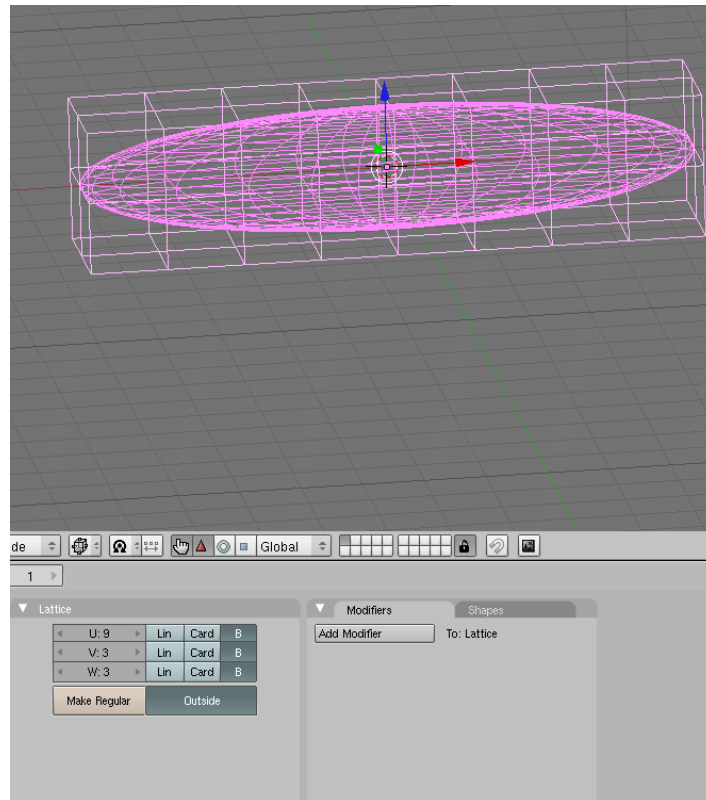 de Global
1
Lattice Modifiers Shapes
U: 9 Lin Card B Add Modifier To: Lattice
V: 3 Lin Card B
W: 3 Lin Card B
Make Regular Outside